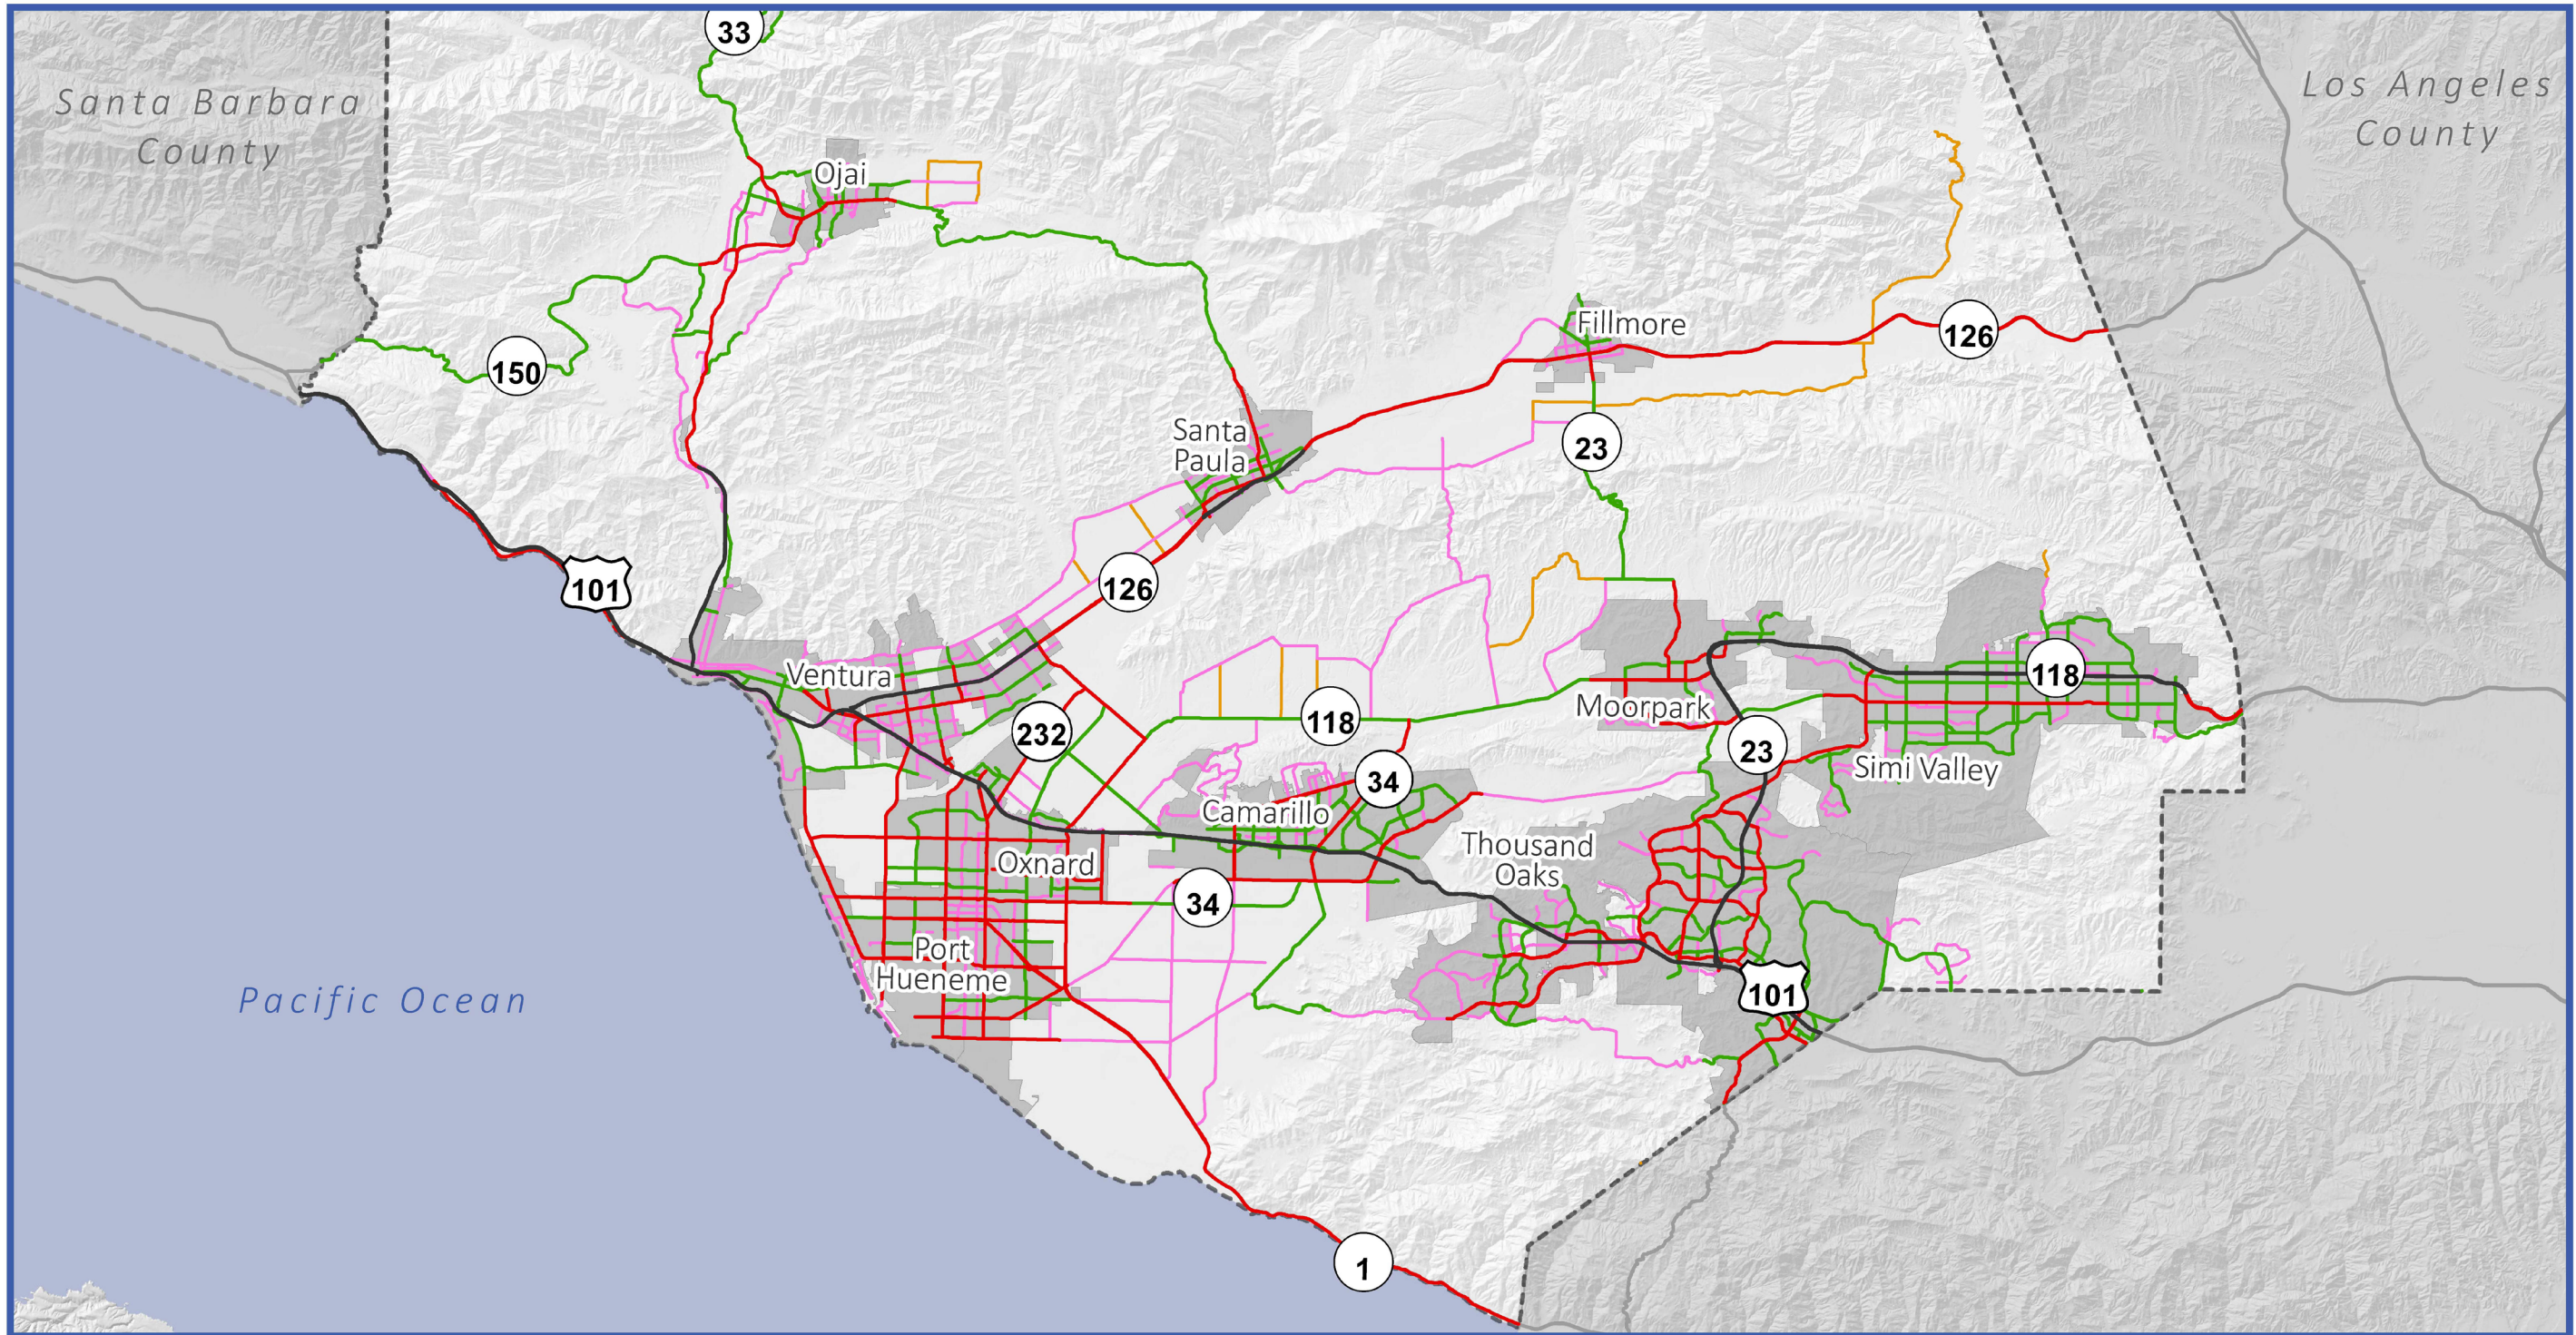 33
Santa Barbara
County
Los Angeles
County
Ojai
Fillmore
126
150
Santa
Paula
23
101
126
Ventura
232
118
118
Moorpark
23
Simi Valley
34
Camarillo
Thousand
Oaks
Oxnard
34
Port
Hueneme
101
Pacific Ocean
1